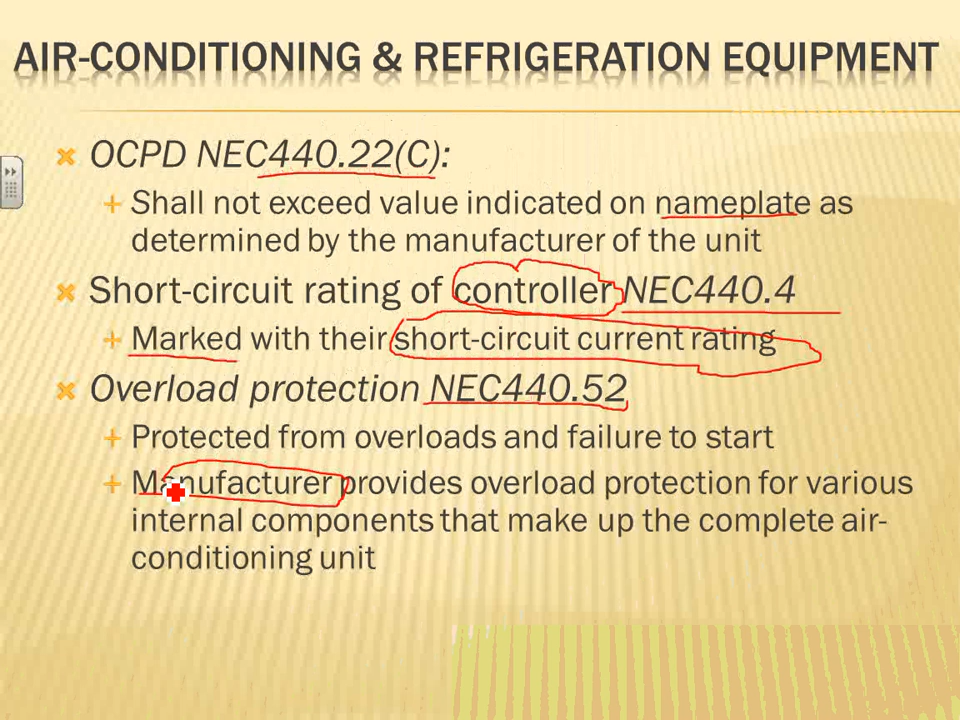 AIR-CONDITIONING & REFRIGERATION EQUIPMENT
OCPD NEC440.22(C):
Shall not exceed value indicated on nameplate as
determined by the manufacturer of the unit
Short-circuit rating of controller NEC440.4
Marked with their short-circuit current rating
Overload protection NEC440.52
Protected from overloads and failure to start
Manufacturer provides overload protection for various
internal components that make up the complete air-
conditioning unit